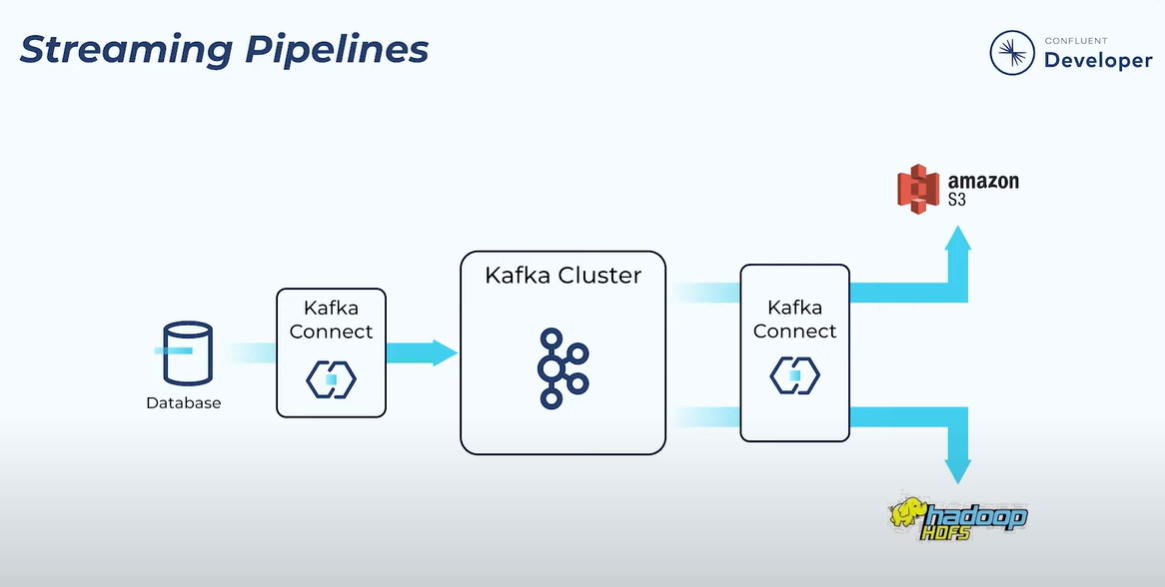 Streaming Pipelines
CONFLUENT
Developer
amazon
S3
Kafka Cluster
Kafka
Connect
Kafka
Connect
Database
hadoop
HDFS